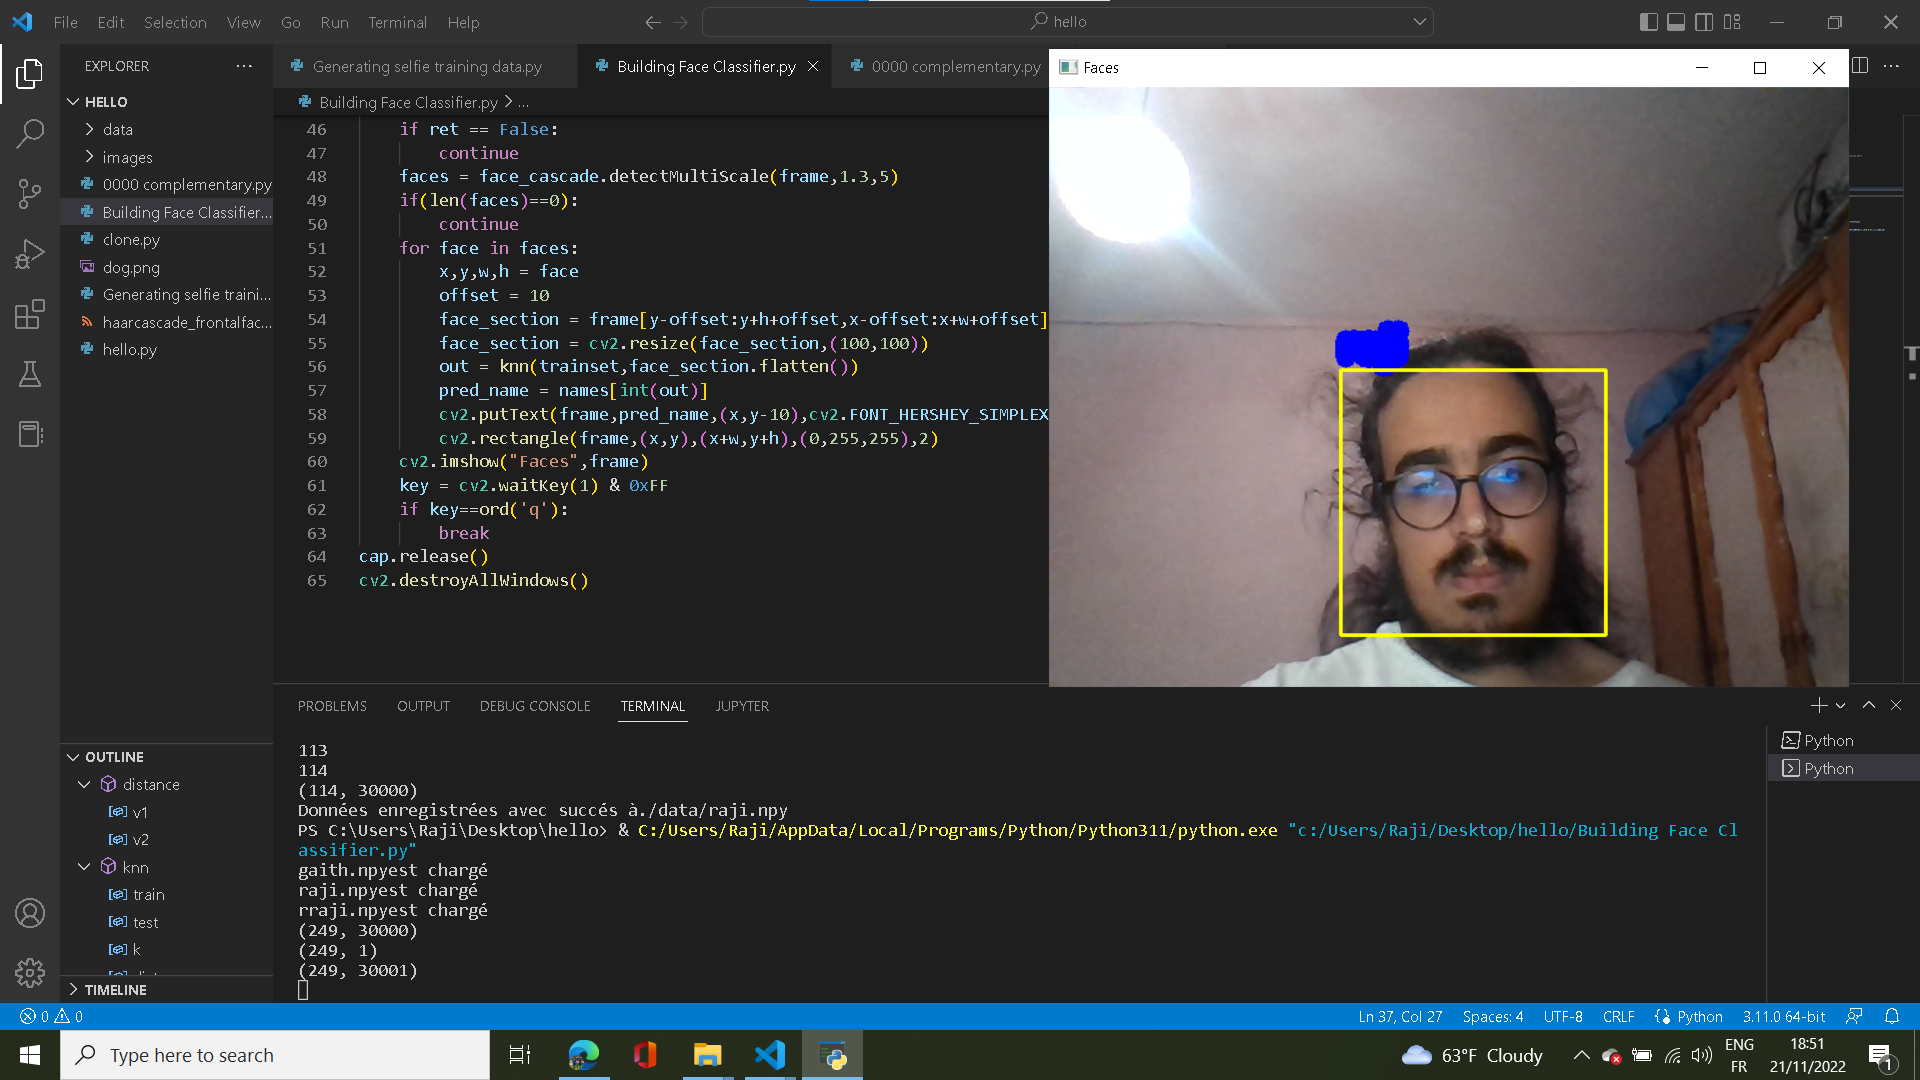 File Edit Selection View Go Run Terminal Help
hello
EXPLORER
HELLO
data
images
0000 complementary.py
Building Face Classifier...
clone.py
dog.png
Generating selfie traini...
haarcascade_frontalfac...
hello.py
Generating selfie training data.py
Building Face Classifier.py
0000 complementary.py
Building Face Classifier.py > ...
46 if ret == False:
47 continue
48 faces = face_cascade.detectMultiScale(frame,1.3,5)
49 if(len(faces)==0):
50 continue
51 for face in faces:
52 x,y,w,h = face
53 offset = 10
54 face_section = frame[y-offset:y+h+offset,x-offset:x+w+offset]
55 face_section = cv2.resize(face_section,(100,100))
56 out = knn(trainset,face_section.flatten())
57 pred_name = names[int(out)]
58 cv2.putText(frame,pred_name,(x,y-10),cv2.FONT_HERSHEY_SIMPLEX
59 cv2.rectangle(frame,(x,y),(x+w,y+h),(0,255,255),2)
60 cv2.imshow("Faces",frame)
61 key = cv2.waitKey(1) & 0xFF
62 if key==ord('q'):
63 break
64 cap.release()
65 cv2.destroyAllWindows()
Faces
OUTLINE
distance
v1
v2
knn
train
test
k
TIMELINE
PROBLEMS OUTPUT DEBUG CONSOLE TERMINAL JUPYTER
113
114
(114, 30000)
Données enregistrées avec succés à./data/raji.npy
PS C:\Users\Raji\Desktop\hello> & C:/Users/Raji/AppData/Local/Programs/Python/Python311/python.exe "c:/Users/Raji/Desktop/hello/Building Face Cl
assifier.py"
gaith.npyest chargé
raji.npyest chargé
rraji.npyest chargé
(249, 30000)
(249, 1)
(249, 30001)
Python
Python
0 0
Ln 37, Col 27 Spaces: 4 UTF-8 CRLF Python 3.11.0 64-bit
Type here to search
63°F Cloudy
ENG
FR
18:51
21/11/2022
1